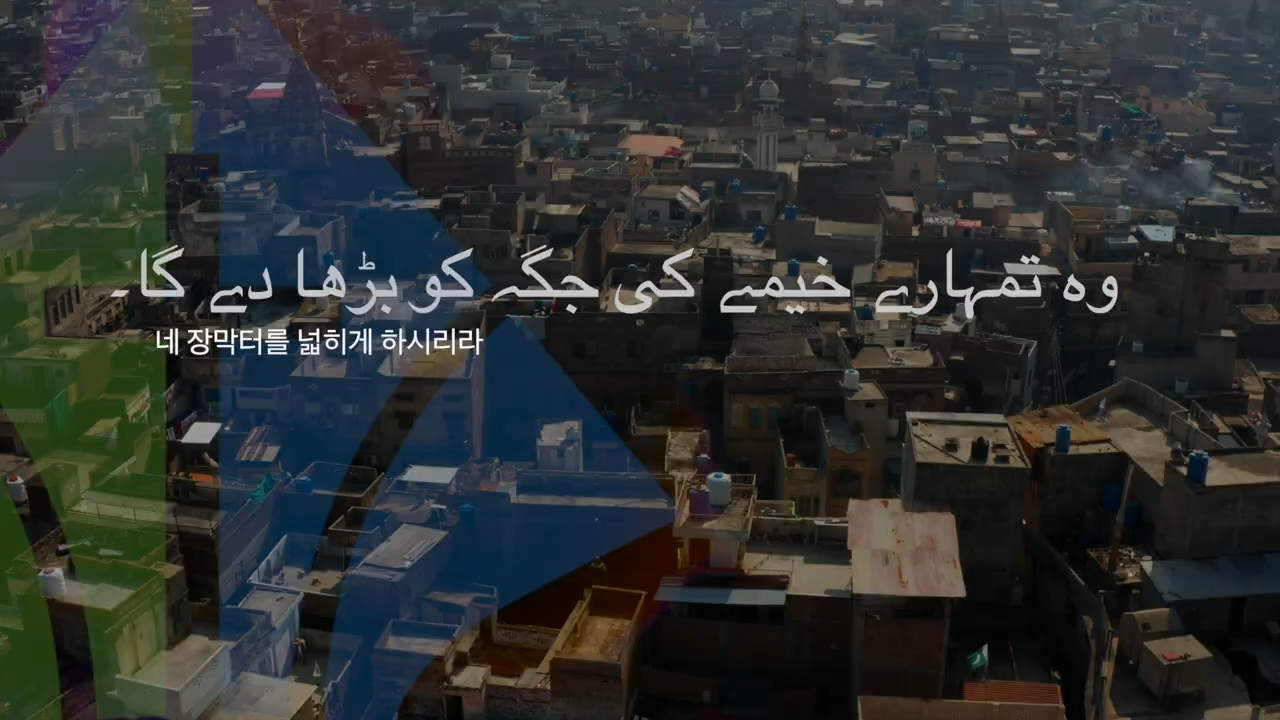 وہ تمہارے خیمے کی جگہ کو بڑھا دے گا۔
네 장막터를 넓히게 하시리라